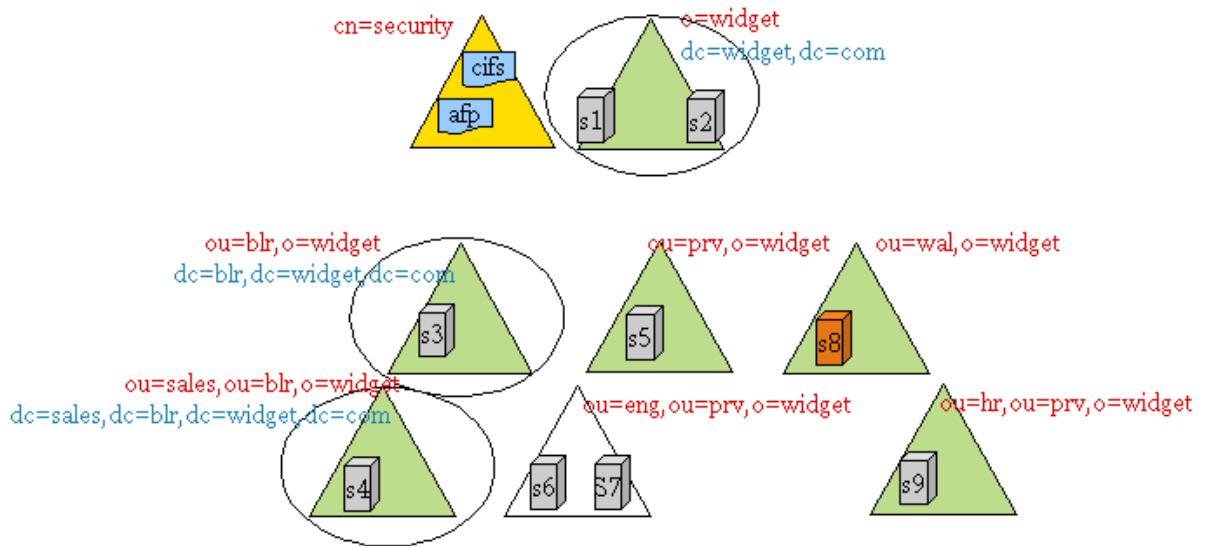 cn=security
o=widget
dc=widget,dc=com
cifs
afp
s1
s2
ou=blr,o=widget
dc=blr,dc=widget,dc=com
ou=prv,o=widget
ou=wal,o=widget
s3
s5
s8
ou=sales,ou=blr,o=widget
dc=sales,dc=blr,dc=widget,dc=com
ou=eng,ou=prv,o=widget
ou=hr,ou=prv,o=widget
s4
s6
S7
s9